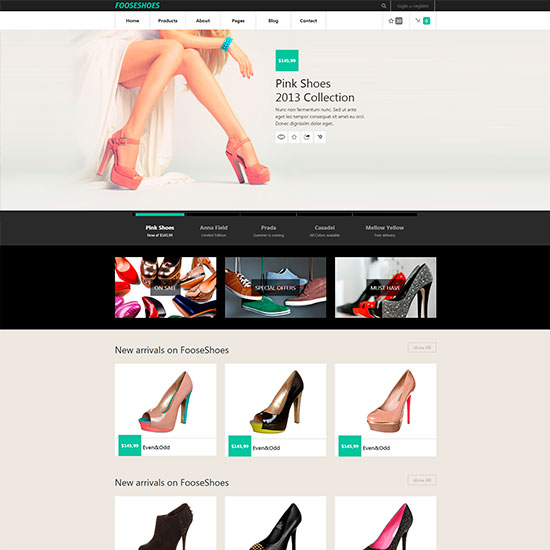 FOOSESHOES
login or register
Home Products About Pages Blog Contact
$145,99
Pink Shoes
2013 Collection
Nunc non fermentum nunc. Sed ut ante
eget leo tempor consequat sit amet eu orci.
Donec dignissim dolor eget.
Pink Shoes Anna Field Prada Casadei Mellow Yellow
Now at $145,99 Limited Edition Summer is coming All Colors available Free delivery
ON SALE SPECIAL OFFERS MUST HAVE
New arrivals on FooseShoes
Show All
$145,99 Even&Odd $145,99 Even&Odd $145,99 Even&Odd
New arrivals on FooseShoes
Show All